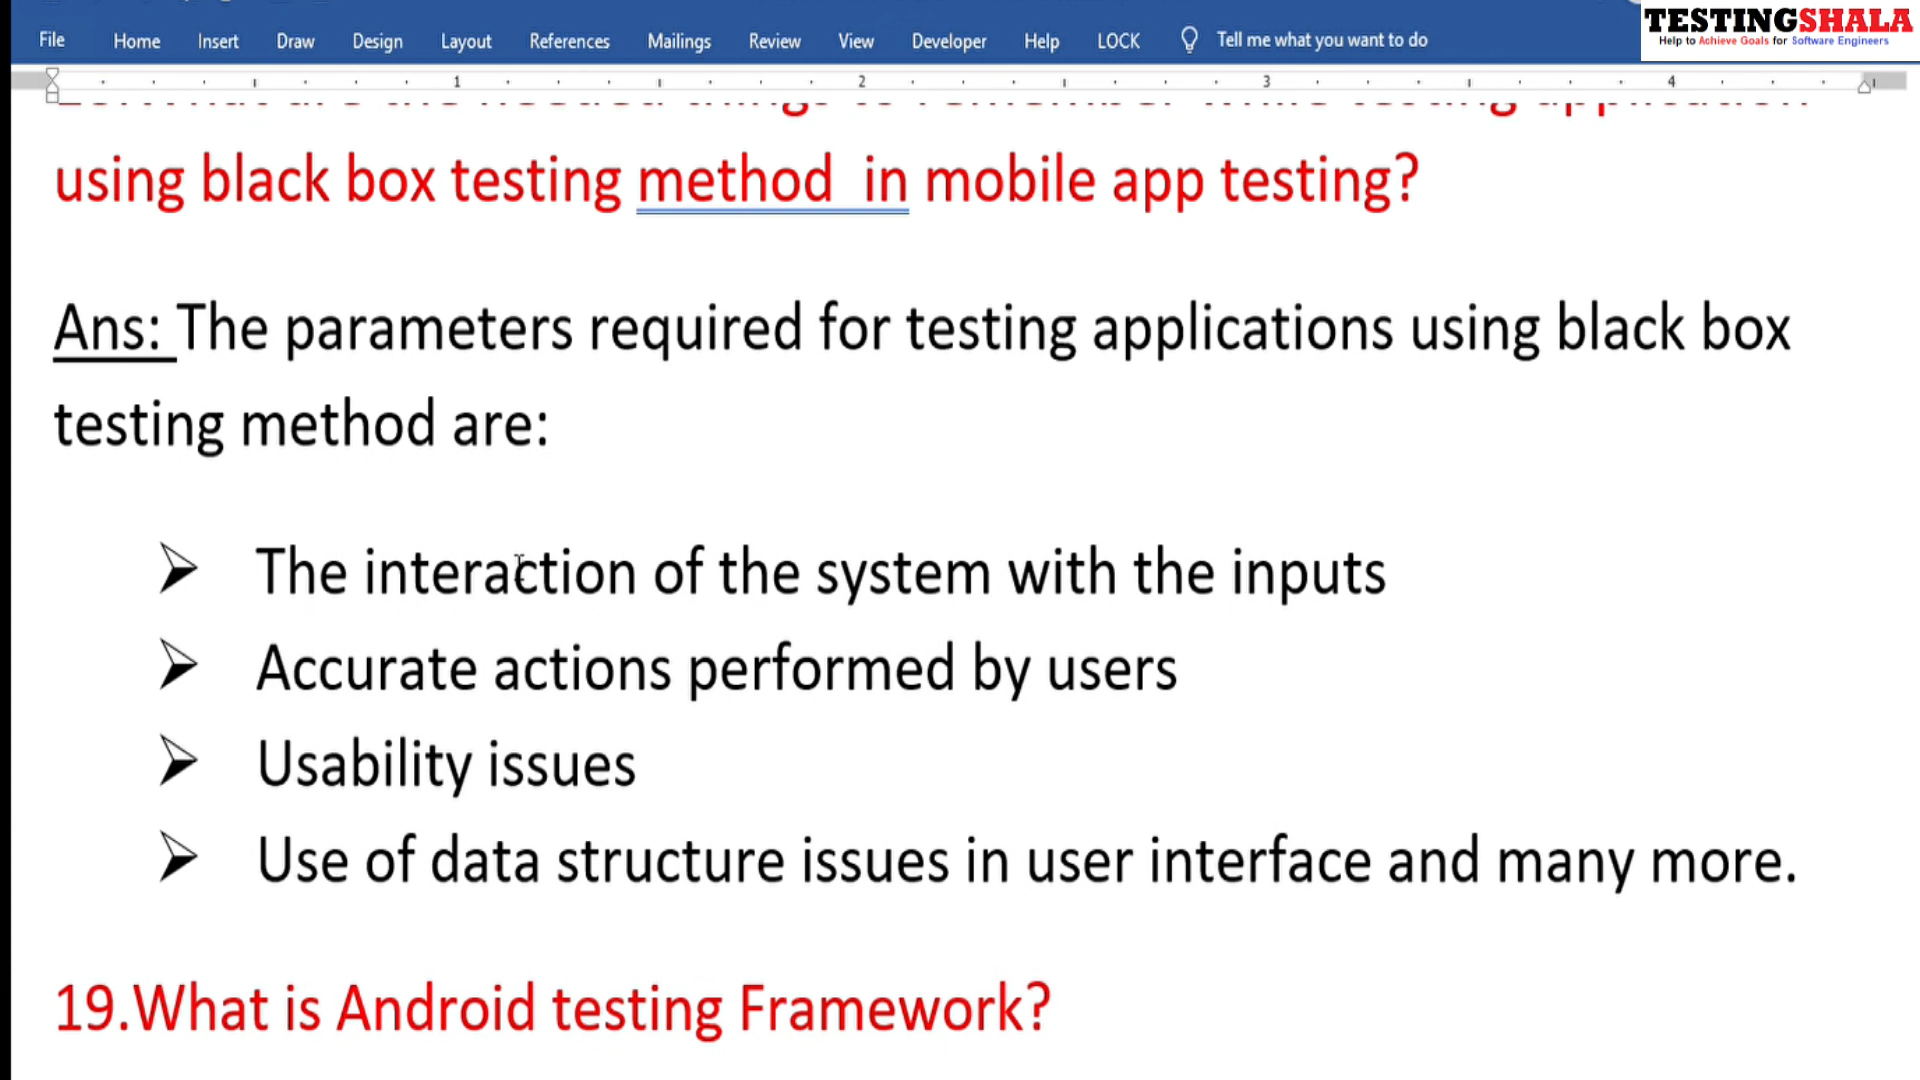 File Home Insert Draw Design Layout References Mailings Review View Developer Help LOCK Tell me what you want to do
TESTINGSHALA
Help to Achieve Goals for Software Engineers
1 2 3 4
using black box testing method  in mobile app testing?
Ans: The parameters required for testing applications using black box
testing method are:
➢ The interaction of the system with the inputs
➢ Accurate actions performed by users
➢ Usability issues
➢ Use of data structure issues in user interface and many more.
19.What is Android testing Framework?